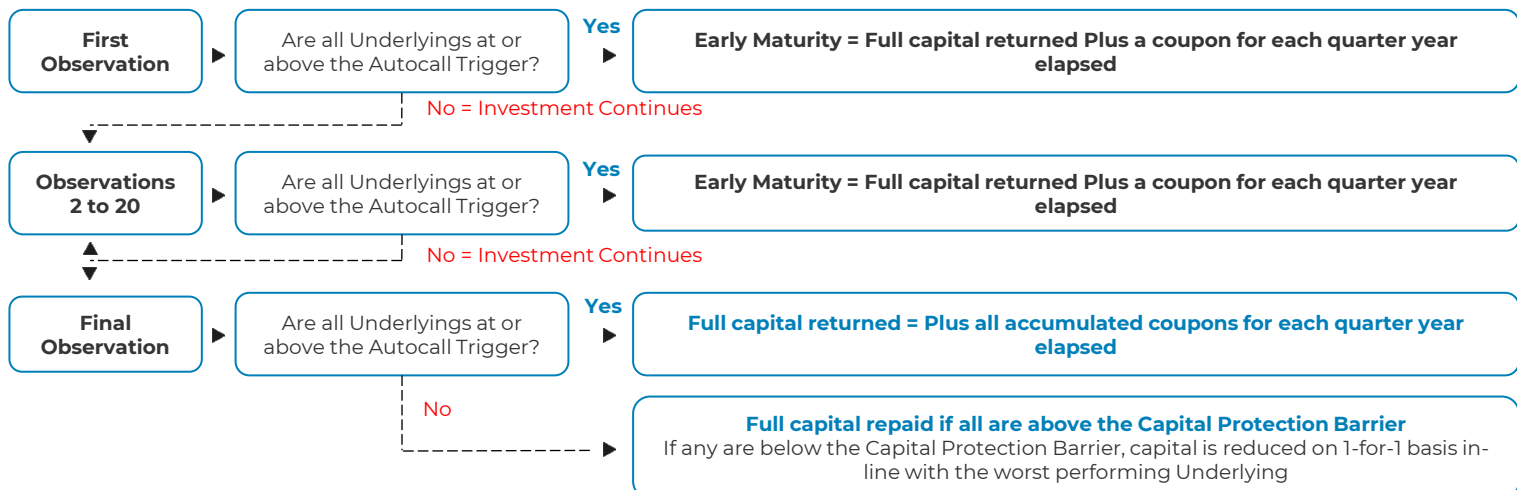 First
Observation
Are all Underlyings at or
above the Autocall Trigger?
Yes
Early Maturity = Full capital returned Plus a coupon for each quarter year
elapsed
No = Investment Continues
Observations
2 to 20
Are all Underlyings at or
above the Autocall Trigger?
Yes
Early Maturity = Full capital returned Plus a coupon for each quarter year
elapsed
No = Investment Continues
Final
Observation
Are all Underlyings at or
above the Autocall Trigger?
Yes
Full capital returned = Plus all accumulated coupons for each quarter year
elapsed
No
Full capital repaid if all are above the Capital Protection Barrier
If any are below the Capital Protection Barrier, capital is reduced on 1-for-1 basis in-
line with the worst performing Underlying